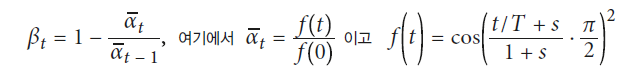 β_t = 1 − ᾱ_t / ᾱ_{t − 1}, 여기에서 ᾱ_t = f(t) / f(0) 이고 f(t) = cos((t/T + s) / (1 + s) · π / 2)^2